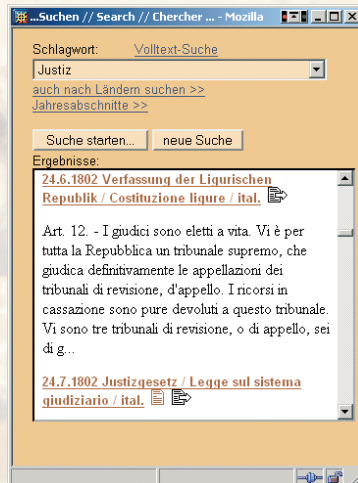 ...Suchen // Search // Chercher ... - Mozilla
Schlagwort: Volltext-Suche
Justiz
auch nach Ländern suchen >>
Jahresabschnitte >>
Suche starten... neue Suche
Ergebnisse:
24.6.1802 Verfassung der Ligurischen
Republik / Costituzione ligure / ital.
Art. 12. - I giudici sono eletti a vita. Vi è per
tutta la Repubblica un tribunale supremo, che
giudica definitivamente le appellazioni dei
tribunali di revisione, d'appello. I ricorsi in
cassazione sono pure devoluti a questo tribunale.
Vi sono tre tribunali di revisione, o di appello, sei
di g...
24.7.1802 Justizgesetz / Legge sul sistema
giudiziario / ital.